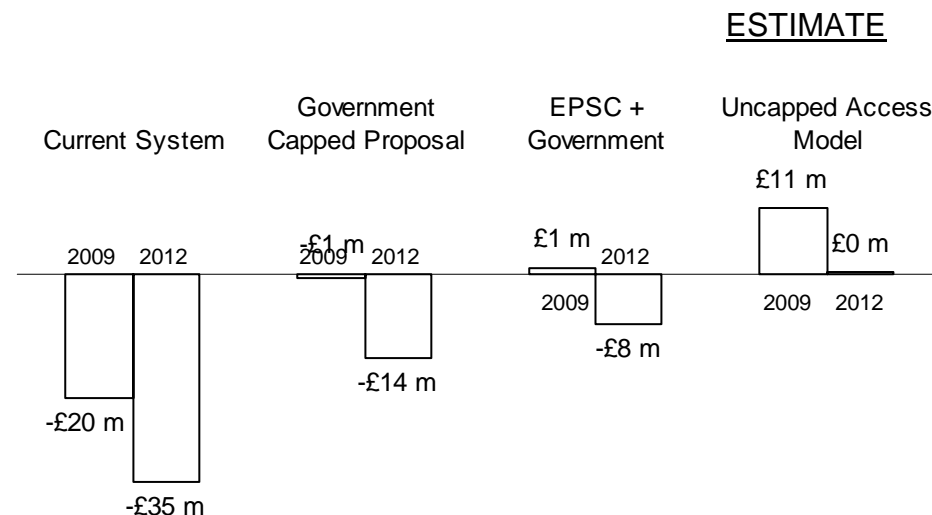 ESTIMATE
Current System
Government
Capped Proposal
EPSC +
Government
Uncapped Access
Model
2009 2012
-£20 m
-£35 m
-£1 m
2009 2012
-£14 m
£1 m
2012
2009
-£8 m
£11 m
£0 m
2009 2012